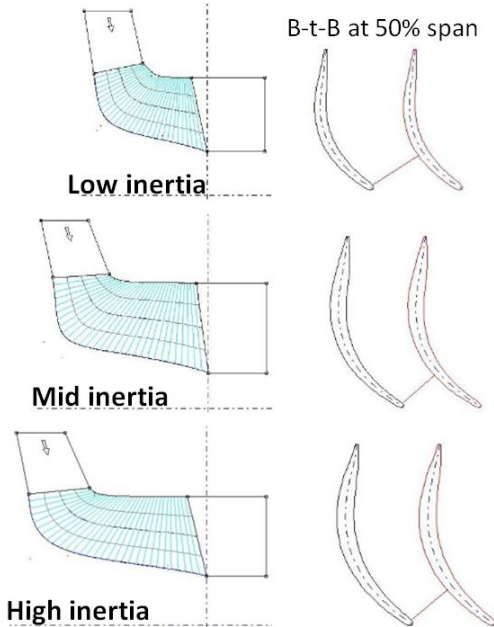 B-t-B at 50% span
Low inertia
Mid inertia
High inertia